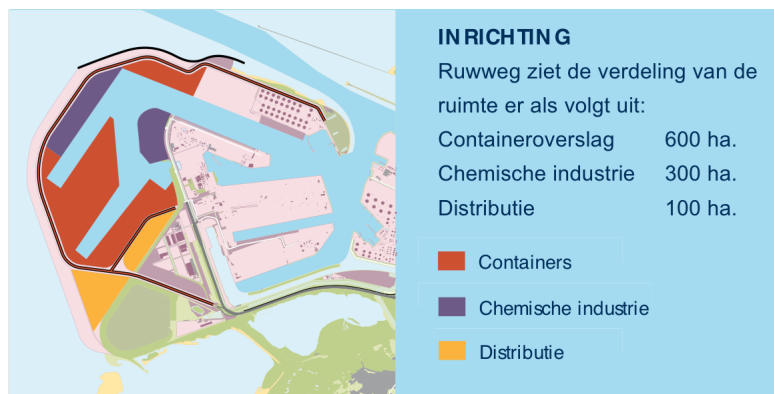 INRICHTING
Ruwweg ziet de verdeling van de
ruimte er als volgt uit:
Containeroverslag 600 ha.
Chemische industrie 300 ha.
Distributie 100 ha.
Containers
Chemische industrie
Distributie